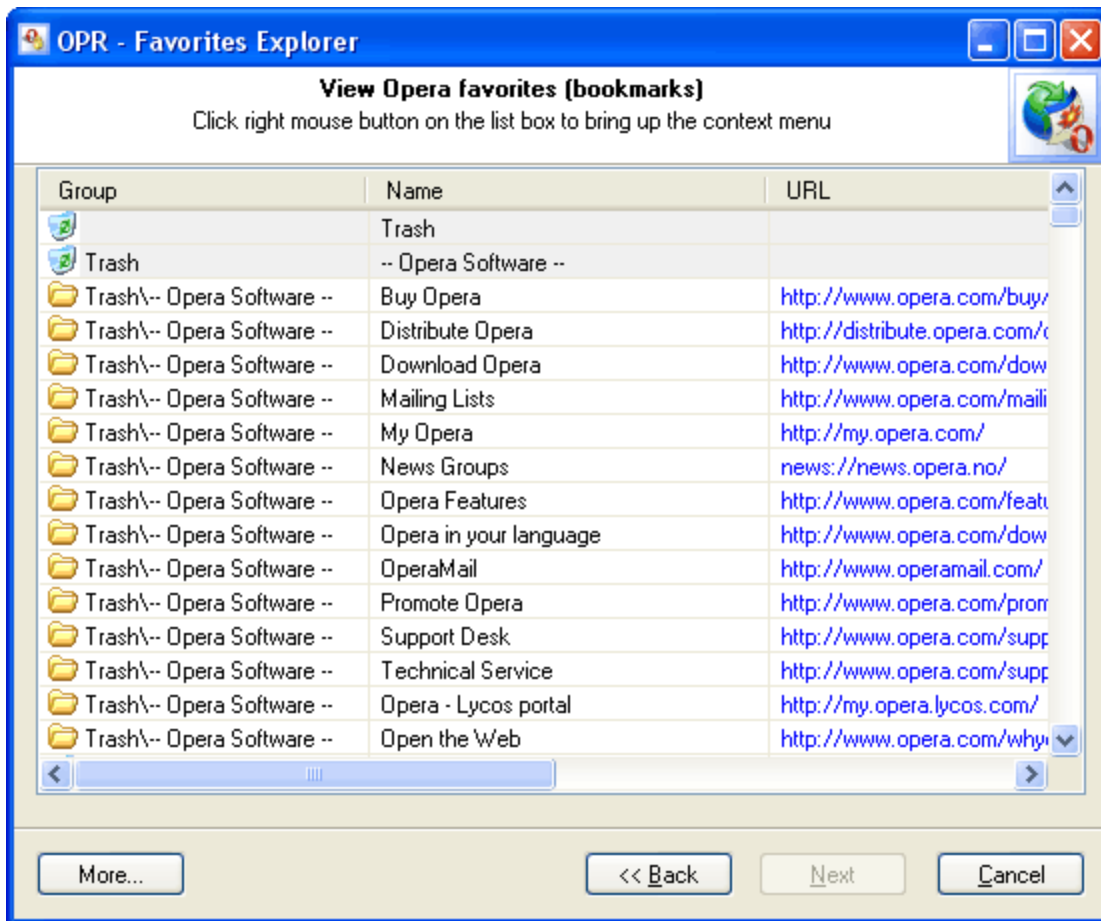 OPR - Favorites Explorer
View Opera favorites (bookmarks)
Click right mouse button on the list box to bring up the context menu
Group Name URL
Trash
Trash -- Opera Software --
Trash\-- Opera Software -- Buy Opera http://www.opera.com/buy/
Trash\-- Opera Software -- Distribute Opera http://distribute.opera.com/
Trash\-- Opera Software -- Download Opera http://www.opera.com/dow
Trash\-- Opera Software -- Mailing Lists http://www.opera.com/maili
Trash\-- Opera Software -- My Opera http://my.opera.com/
Trash\-- Opera Software -- News Groups news://news.opera.no/
Trash\-- Opera Software -- Opera Features http://www.opera.com/featu
Trash\-- Opera Software -- Opera in your language http://www.opera.com/dow
Trash\-- Opera Software -- OperaMail http://www.operamail.com/
Trash\-- Opera Software -- Promote Opera http://www.opera.com/prom
Trash\-- Opera Software -- Support Desk http://www.opera.com/supp
Trash\-- Opera Software -- Technical Service http://www.opera.com/supp
Trash\-- Opera Software -- Opera - Lycos portal http://my.opera.lycos.com/
Trash\-- Opera Software -- Open the Web http://www.opera.com/why
More... << Back Next Cancel